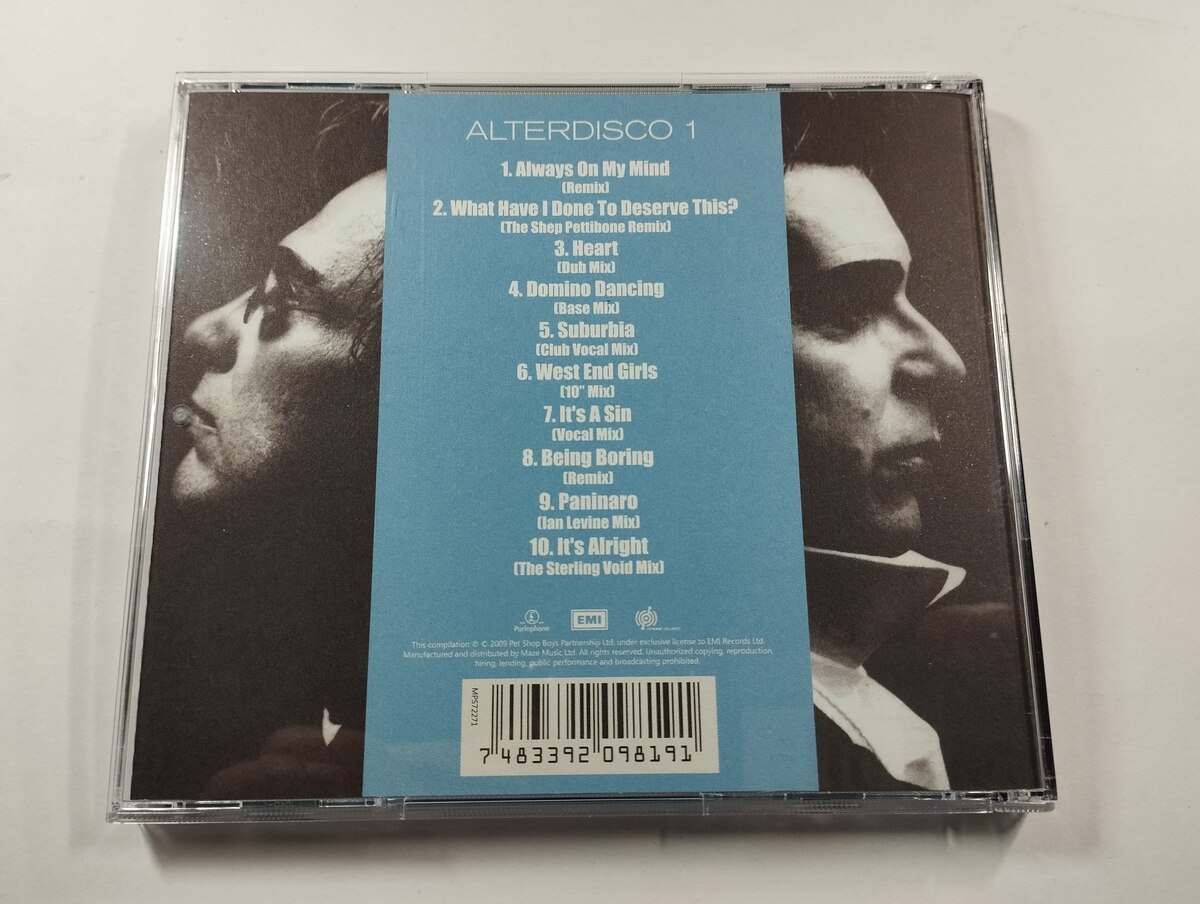 ALTERDISCO 1
1. Always On My Mind
(Remix)
2. What Have I Done To Deserve This?
(The Shep Pettibone Remix)
3. Heart
(Dub Mix)
4. Domino Dancing
(Base Mix)
5. Suburbia
(Club Vocal Mix)
6. West End Girls
(10" Mix)
7. It's A Sin
(Vocal Mix)
8. Being Boring
(Remix)
9. Paninaro
(Ian Levine Mix)
10. It's Alright
(The Sterling Void Mix)
Parlophone
EMI
This compilation ℗ © 2009 Pet Shop Boys Partnership Ltd. under exclusive license to EMI Records Ltd.
Manufactured and distributed by Maze Music Ltd. All rights reserved. Unauthorized copying, reproduction,
hiring, lending, public performance and broadcasting prohibited.
MPS72271
7 483392 098191